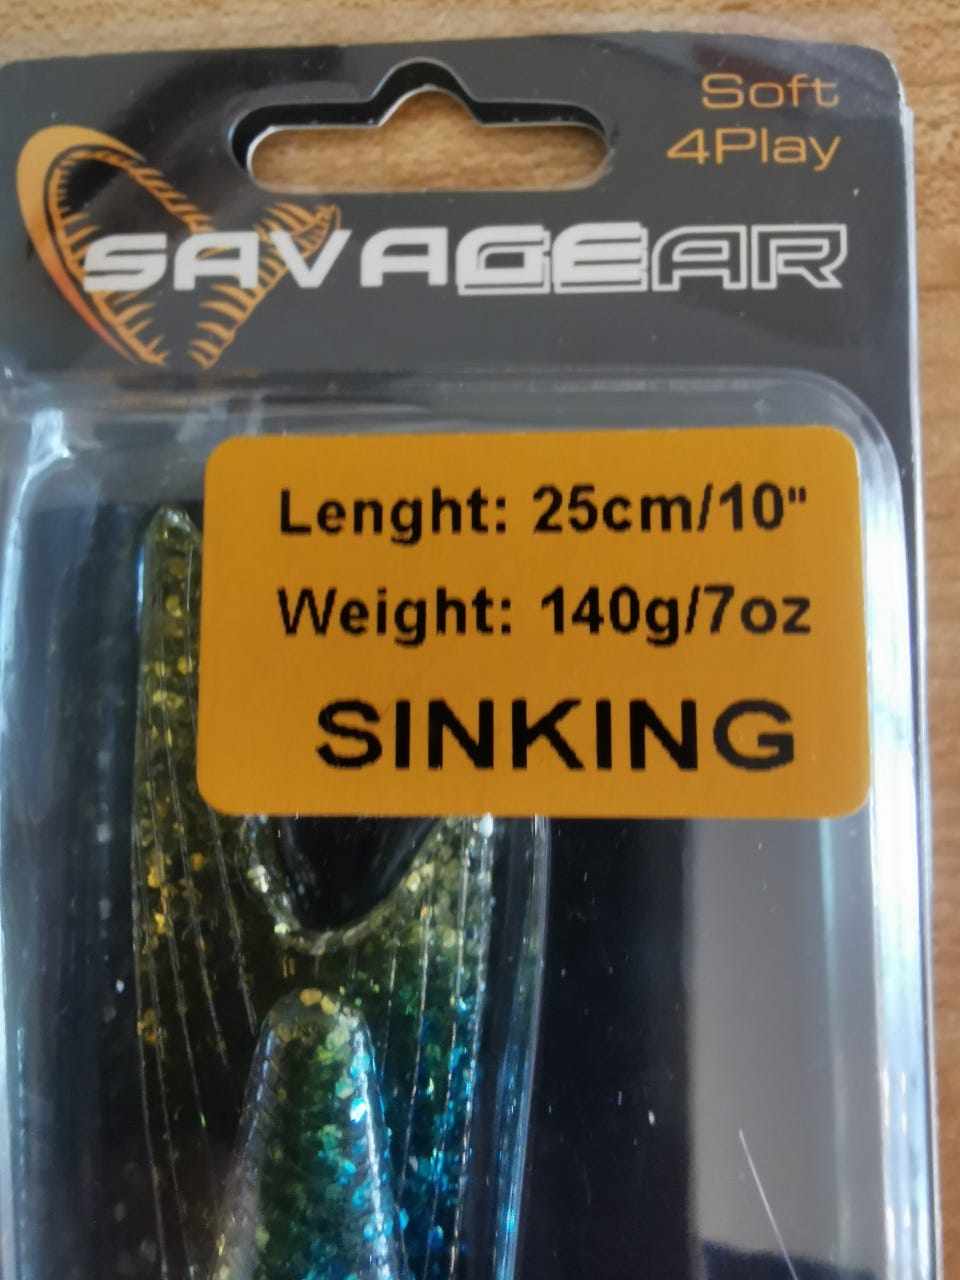 Soft
4Play
SAVAGEAR
Lenght: 25cm/10"
Weight: 140g/7oz
SINKING